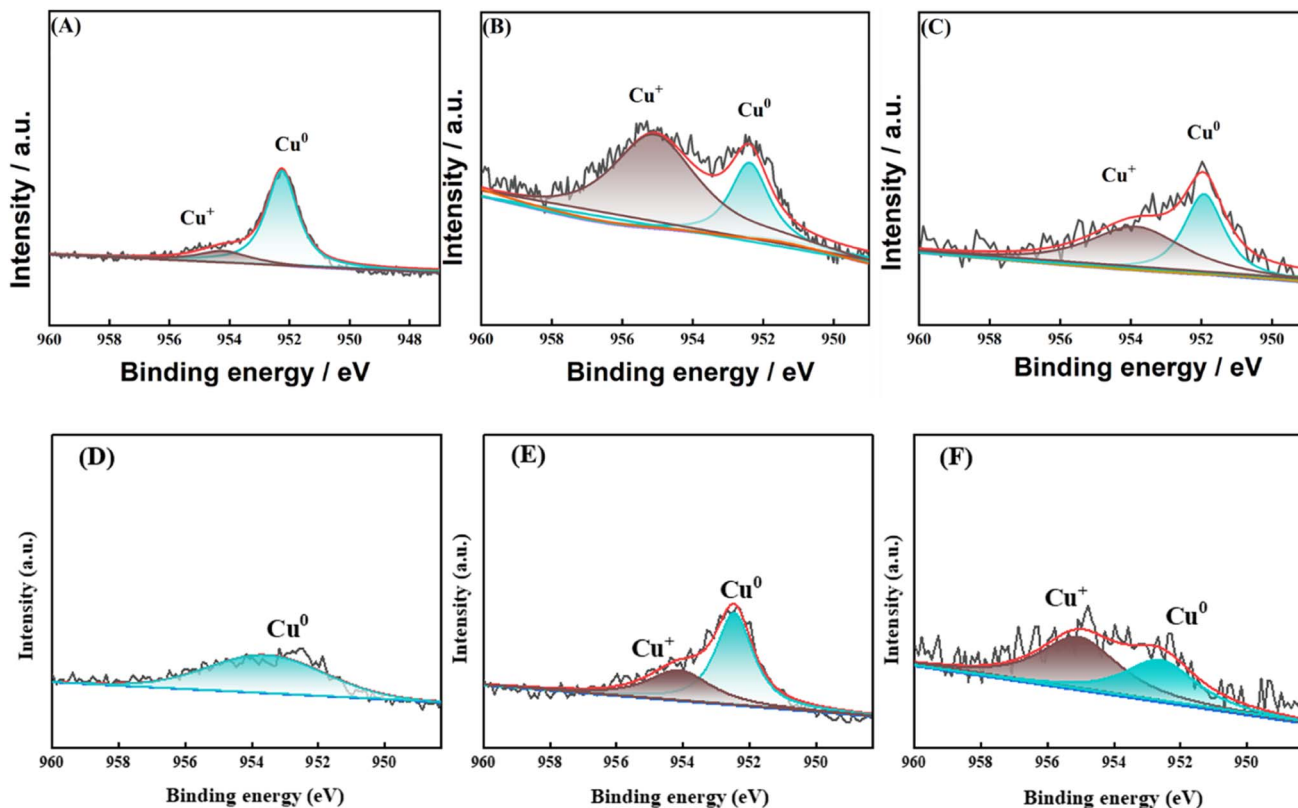 (A)
Cu⁺
Cu⁰
Intensity / a.u.
960 958 956 954 952 950 948
Binding energy / eV
(B)
Cu⁺
Cu⁰
Intensity / a.u.
960 958 956 954 952 950
Binding energy / eV
(C)
Cu⁺
Cu⁰
Intensity / a.u.
960 958 956 954 952 950
Binding energy / eV
(D)
Cu⁰
Intensity (a.u.)
960 958 956 954 952 950
Binding energy (eV)
(E)
Cu⁺
Cu⁰
Intensity (a.u.)
960 958 956 954 952 950
Binding energy (eV)
(F)
Cu⁺
Cu⁰
Intensity (a.u.)
960 958 956 954 952 950
Binding energy (eV)